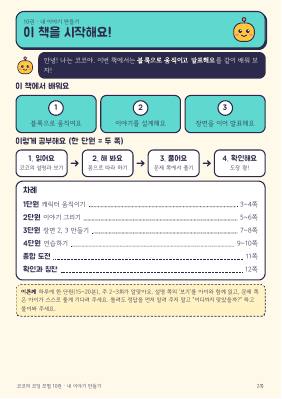 10권 · 내 이야기 만들기
이 책을 시작해요!
안녕! 나는 코코야. 이번 책에서는 블록으로 움직이고 발표해요를 같이 배워 보
자!
이 책에서 배워요
1
2
3
블록으로 움직여요
이야기를 설계해요
장면을 이어 발표해요
이렇게 공부해요 (한 단원 = 두 쪽)
1. 읽어요
코코의 설명과 보기
2. 해 봐요
몸으로 따라 하기
3. 풀어요
문제 쪽에서 풀기
4. 확인해요
도장 쾅!
차례
1단원 캐릭터 움직이기 3~4쪽
2단원 이야기 그리기 5~6쪽
3단원 장면 2, 3 만들기 7~8쪽
4단원 연습하기 9~10쪽
종합 도전 11쪽
확인과 칭찬 12쪽
어른께 하루에 한 단원(15~20분), 주 2~3회가 알맞아요. 설명 쪽의 '보기'를 아이와 함께 읽고, 문제 쪽
은 아이가 스스로 풀게 기다려 주세요. 틀려도 정답을 먼저 알려 주지 말고 "어디까지 맞았을까?" 하고
물어봐 주세요.
코코의 코딩 모험 10권 · 내 이야기 만들기
2쪽